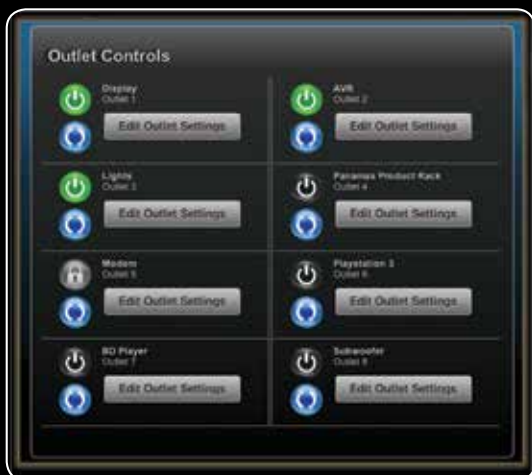 Outlet Controls
Display
Outlet 1
Edit Outlet Settings
AVR
Outlet 2
Edit Outlet Settings
Lights
Outlet 3
Edit Outlet Settings
Panamax Product Rack
Outlet 4
Edit Outlet Settings
Modem
Outlet 5
Edit Outlet Settings
Playstation 3
Outlet 6
Edit Outlet Settings
BD Player
Outlet 7
Edit Outlet Settings
Subwoofer
Outlet 8
Edit Outlet Settings